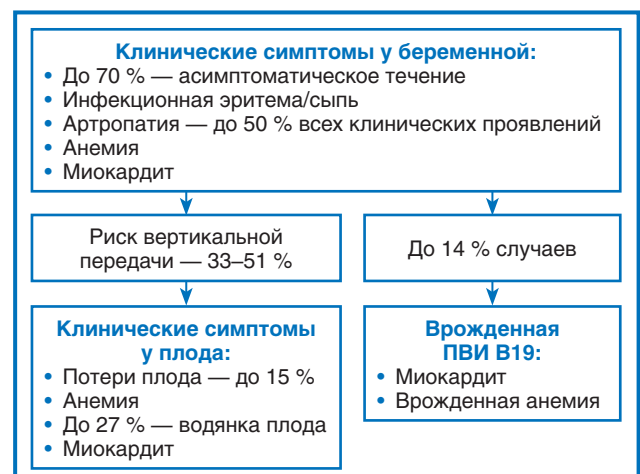 Клинические симптомы у беременной:
• До 70 % — асимптоматическое течение
• Инфекционная эритема/сыпь
• Артропатия — до 50 % всех клинических проявлений
• Анемия
• Миокардит
Риск вертикальной
передачи — 33–51 %
До 14 % случаев
Клинические симптомы
у плода:
• Потери плода — до 15 %
• Анемия
• До 27 % — водянка плода
• Миокардит
Врожденная
ПВИ В19:
• Миокардит
• Врожденная анемия